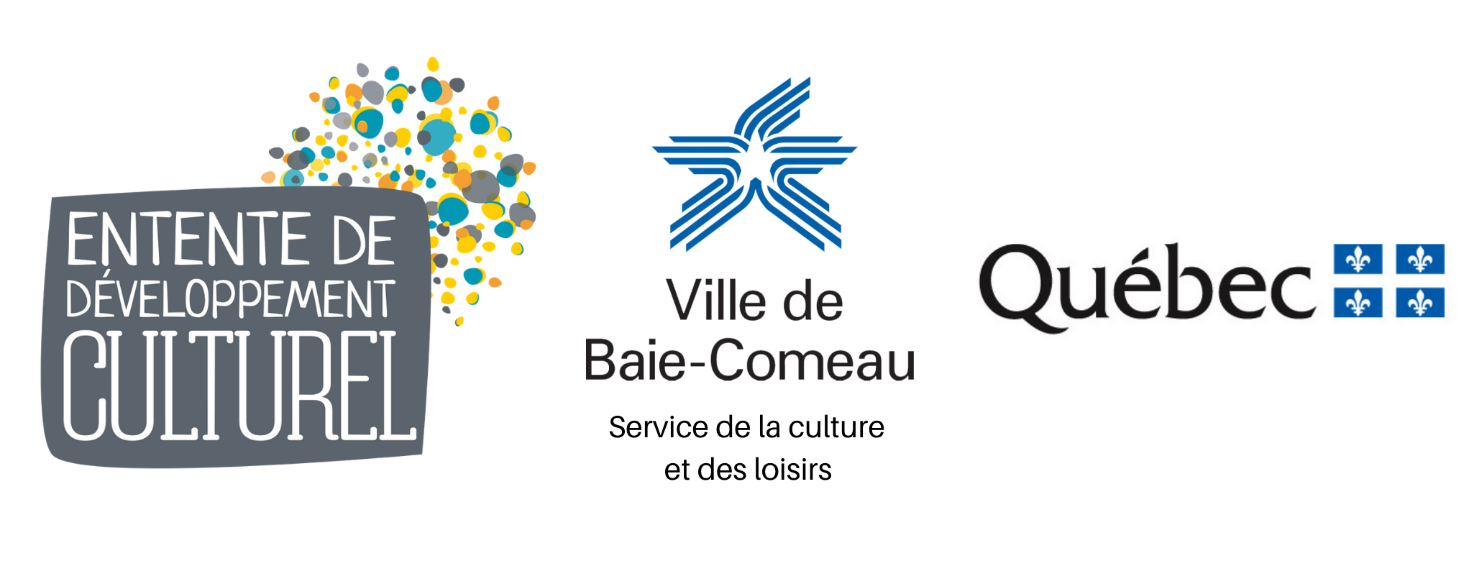 ENTENTE DE
DÉVELOPPEMENT
CULTUREL
Ville de
Baie-Comeau
Service de la culture
et des loisirs
Québec